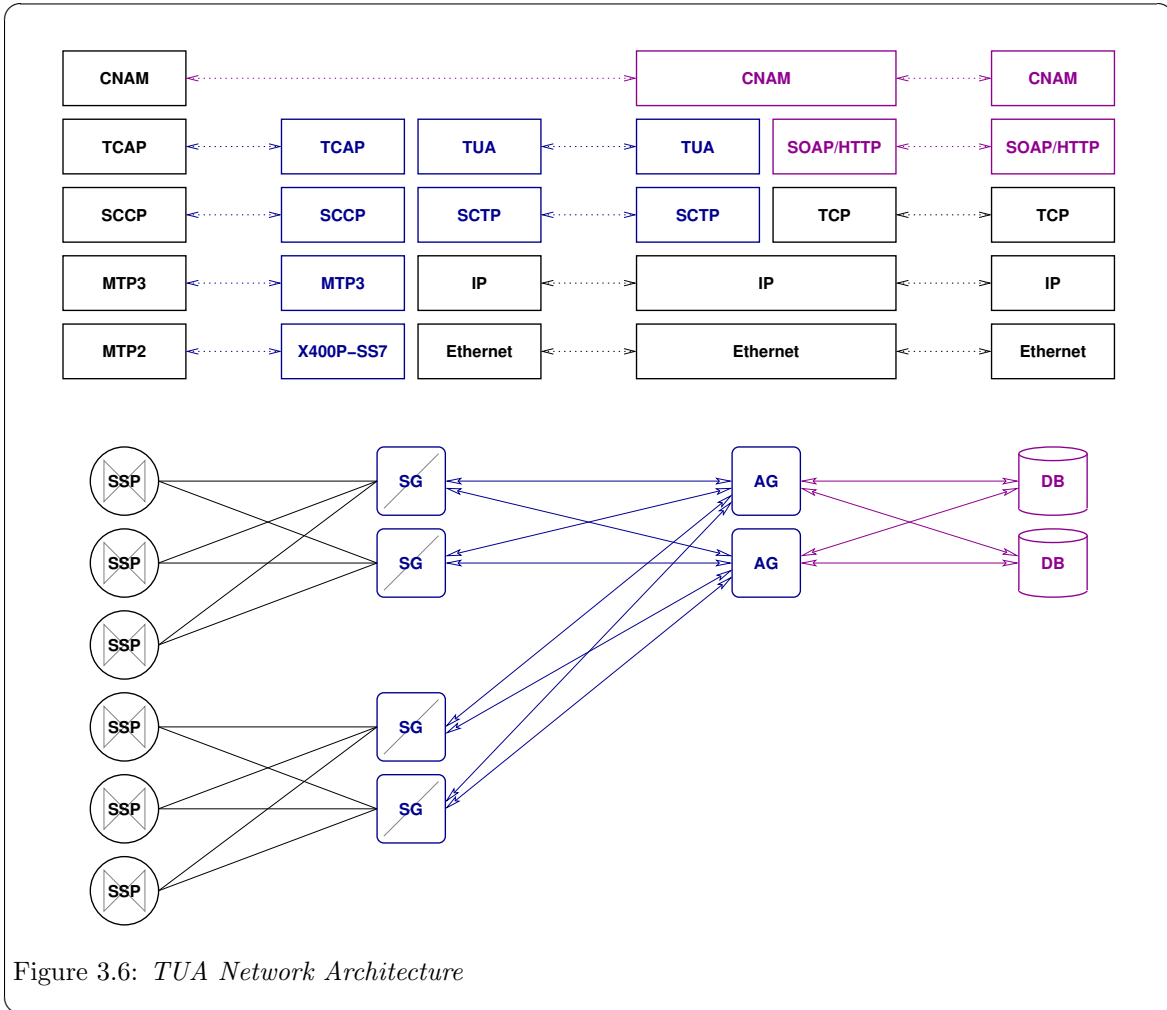 CNAM CNAM CNAM
TCAP TCAP TUA TUA SOAP/HTTP SOAP/HTTP
SCCP SCCP SCTP SCTP TCP TCP
MTP3 MTP3 IP IP IP
MTP2 X400P−SS7 Ethernet Ethernet Ethernet
SSP SG AG DB
SSP SG AG DB
SSP
SSP SG
SSP SG
SSP
Figure 3.6: TUA Network Architecture